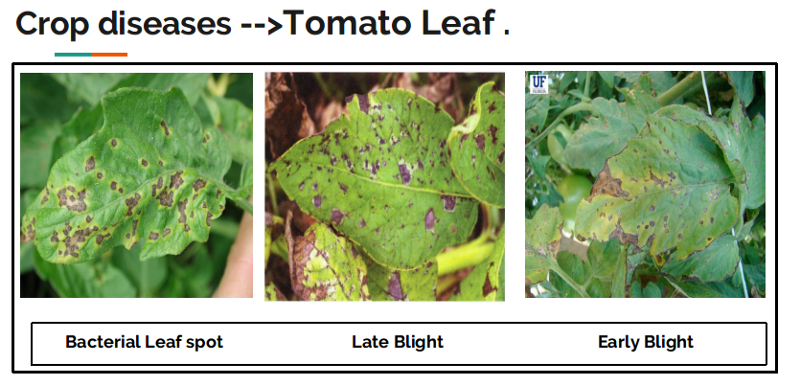 Crop diseases -->Tomato Leaf .
UF
Bacterial Leaf spot
Late Blight
Early Blight